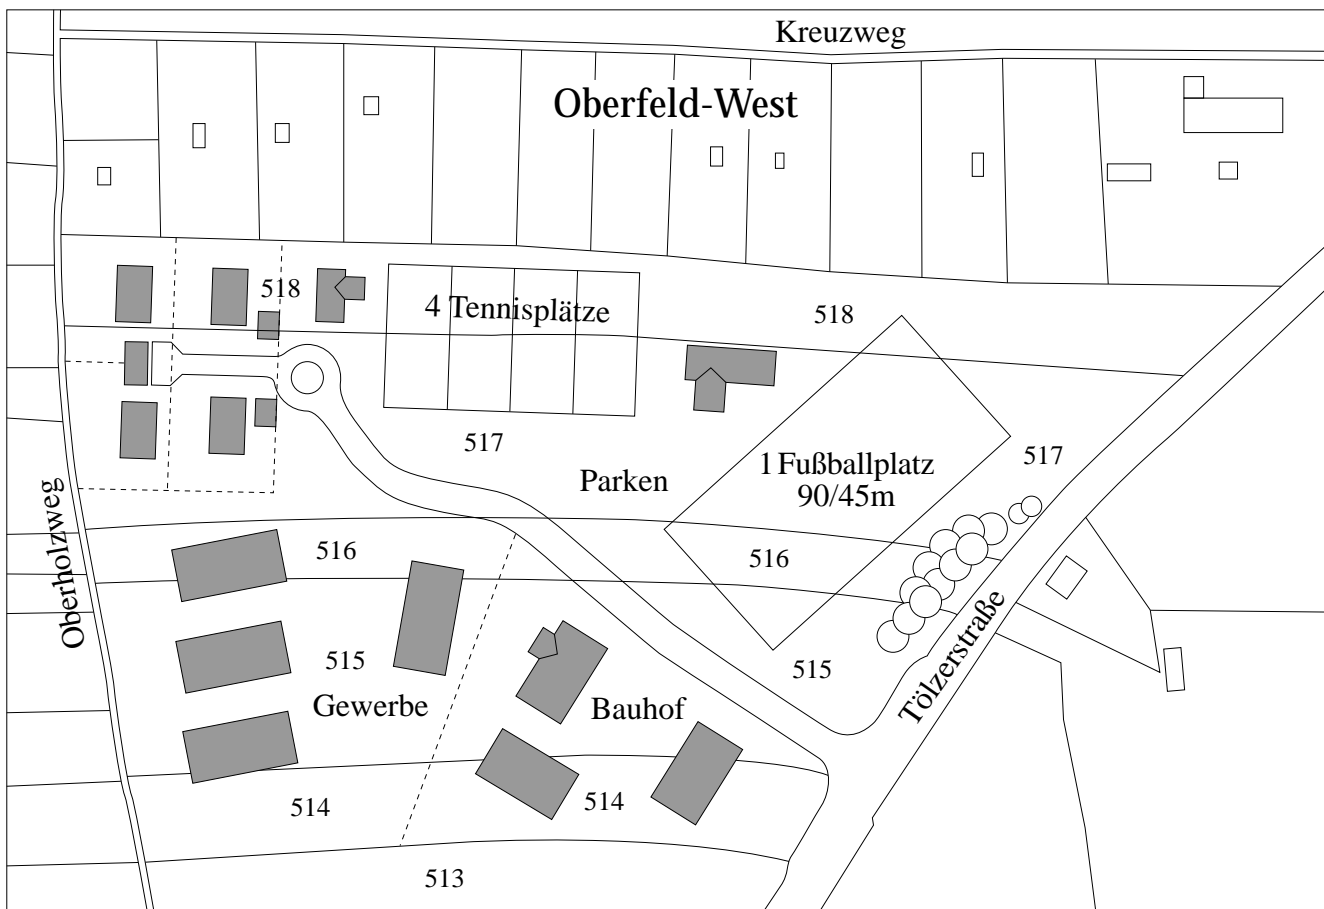 Kreuzweg
Oberfeld-West
518
4 Tennisplätze
518
517
Parken
1 Fußballplatz
90/45m
517
Oberholzweg
516
516
515
Gewerbe
Bauhof
515
Tölzerstraße
514
514
513